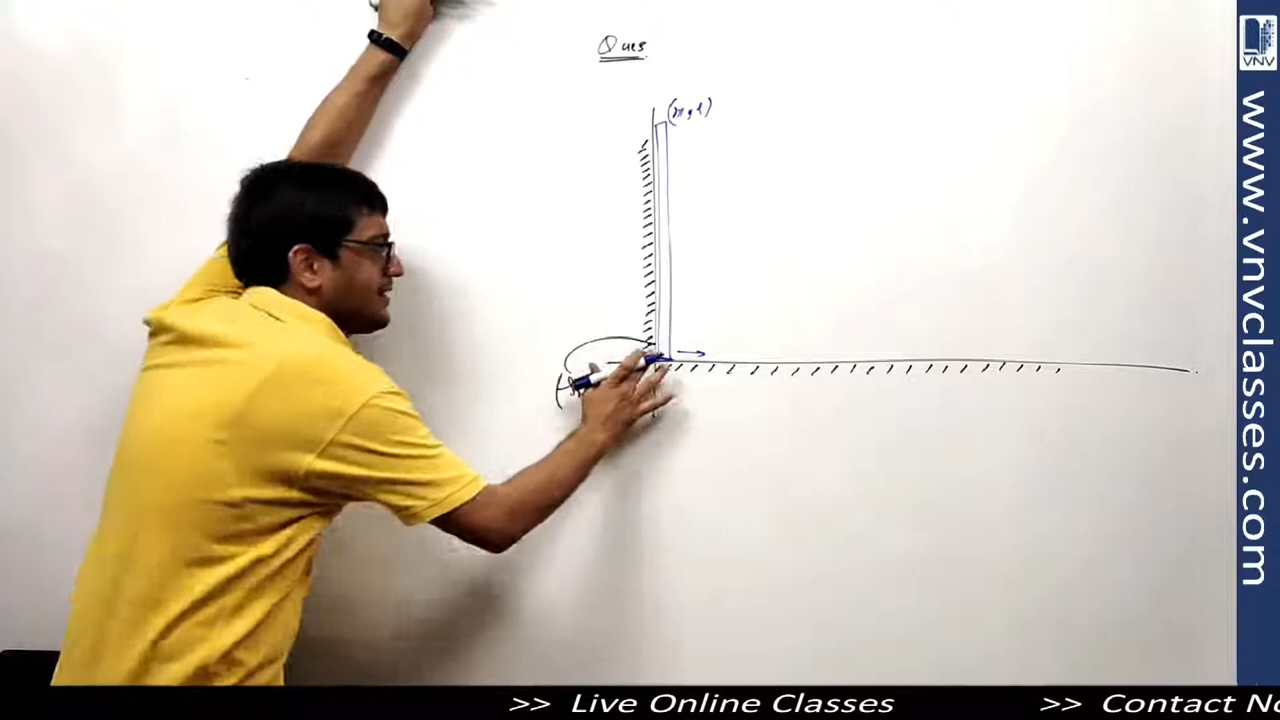 Ques
(m, l)
VNV
www.vnvclasses.com
>> Live Online Classes >> Contact No